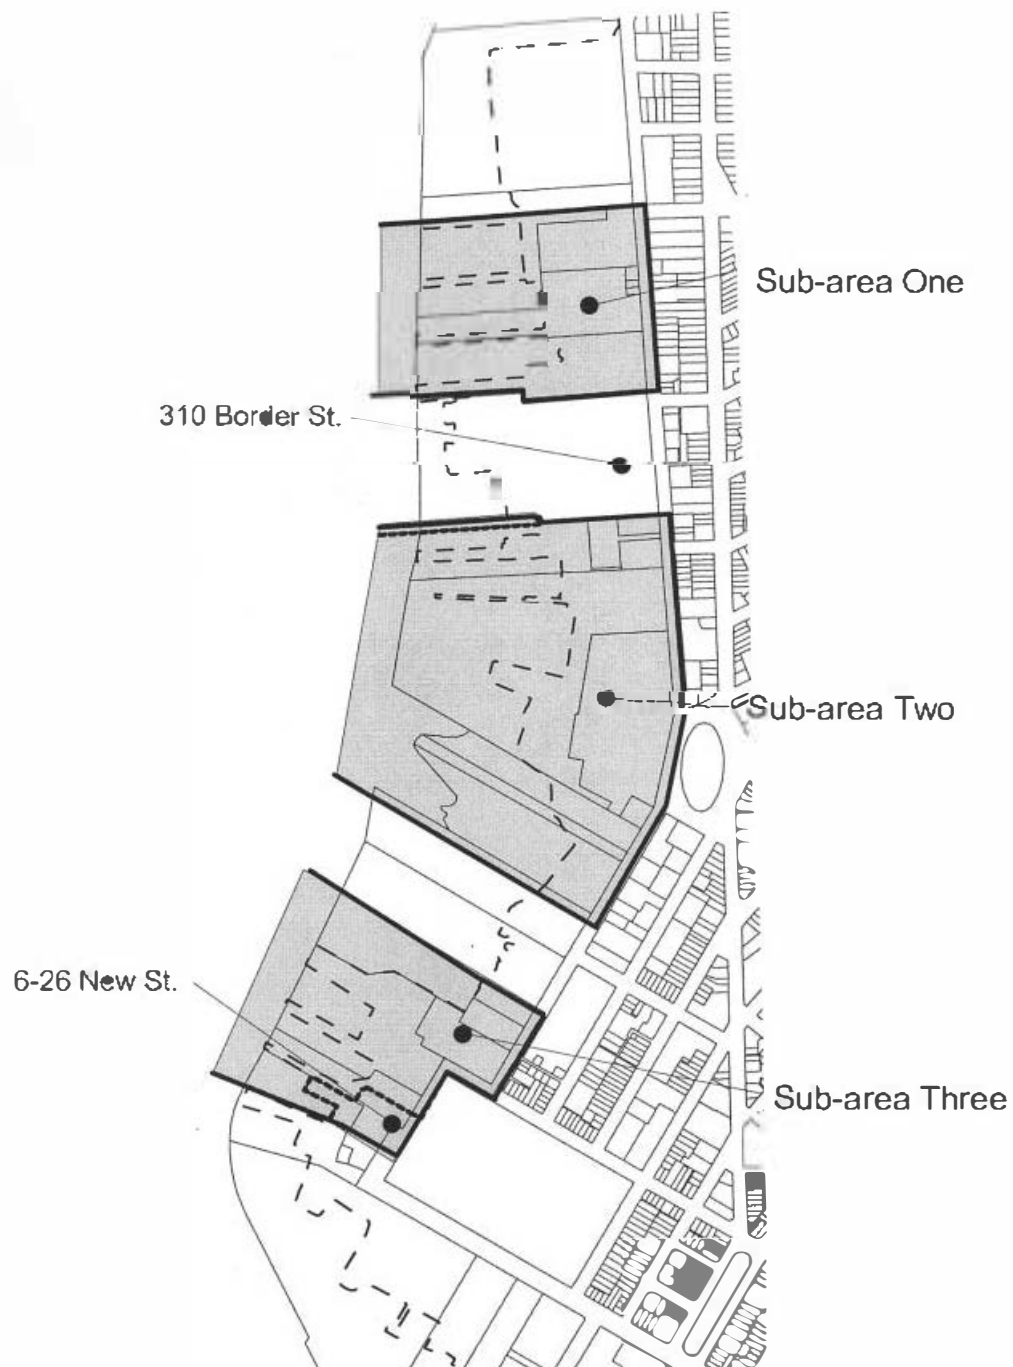 Sub-area One
310 Border St.
Sub-area Two
6-26 New St.
Sub-area Three